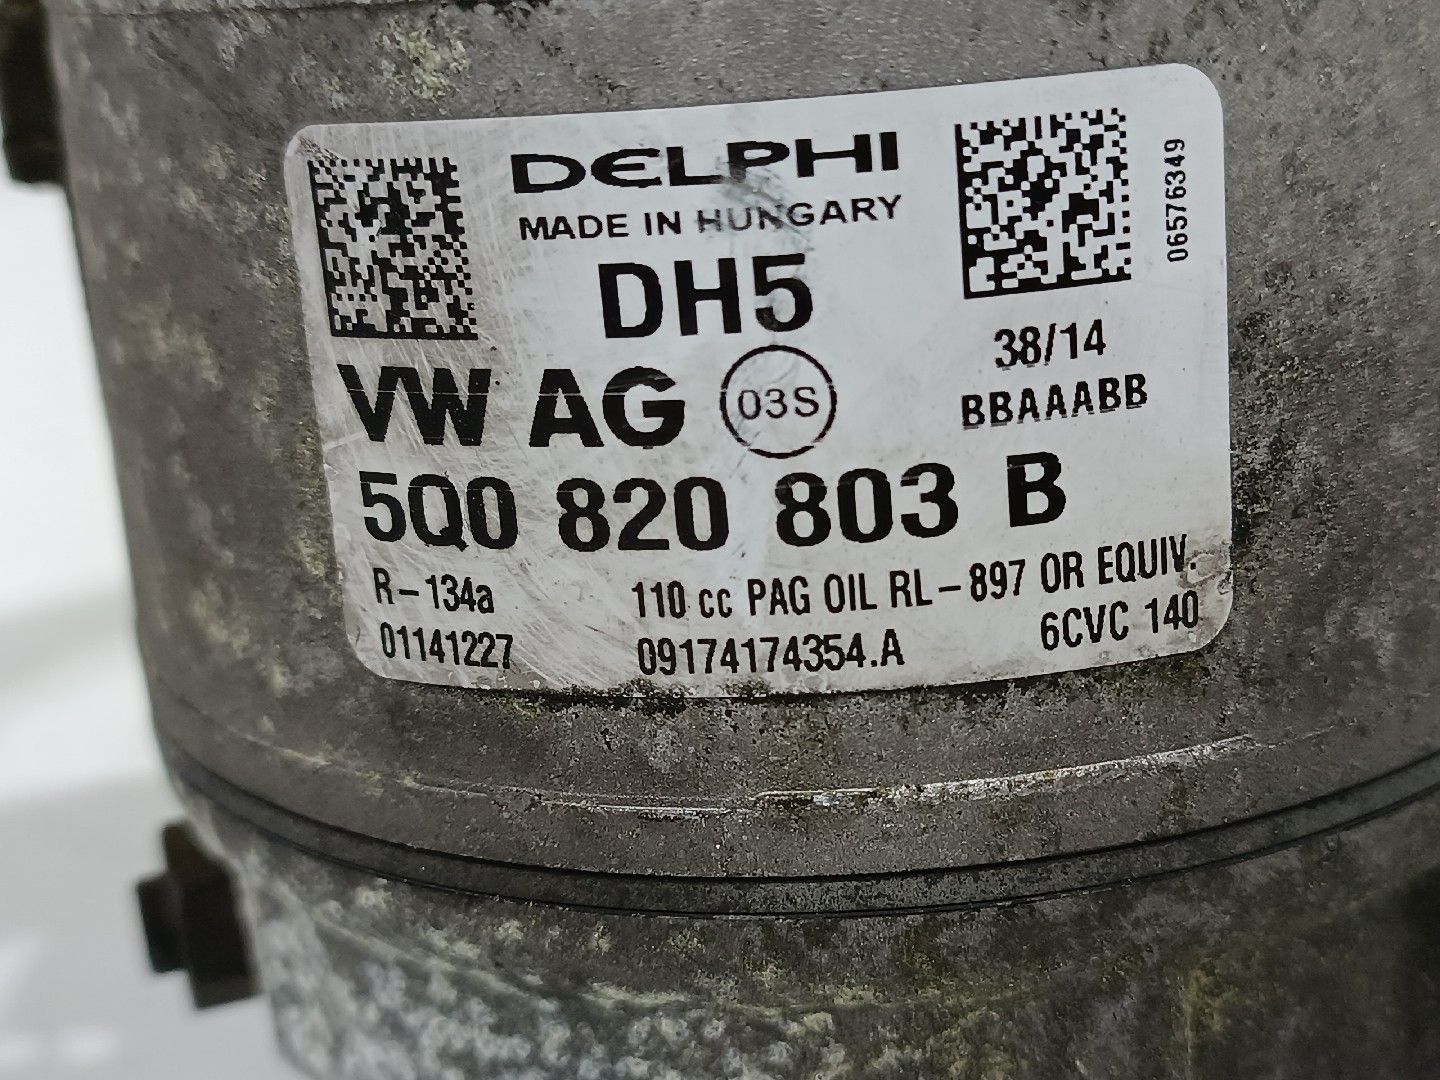 DELPHI
MADE IN HUNGARY
06576349
DH5
38/14
VW AG 03S
BBAAABB
5Q0 820 803 B
R-134a 110 cc PAG OIL RL-897 OR EQUIV.
01141227 09174174354.A 6CVC 140